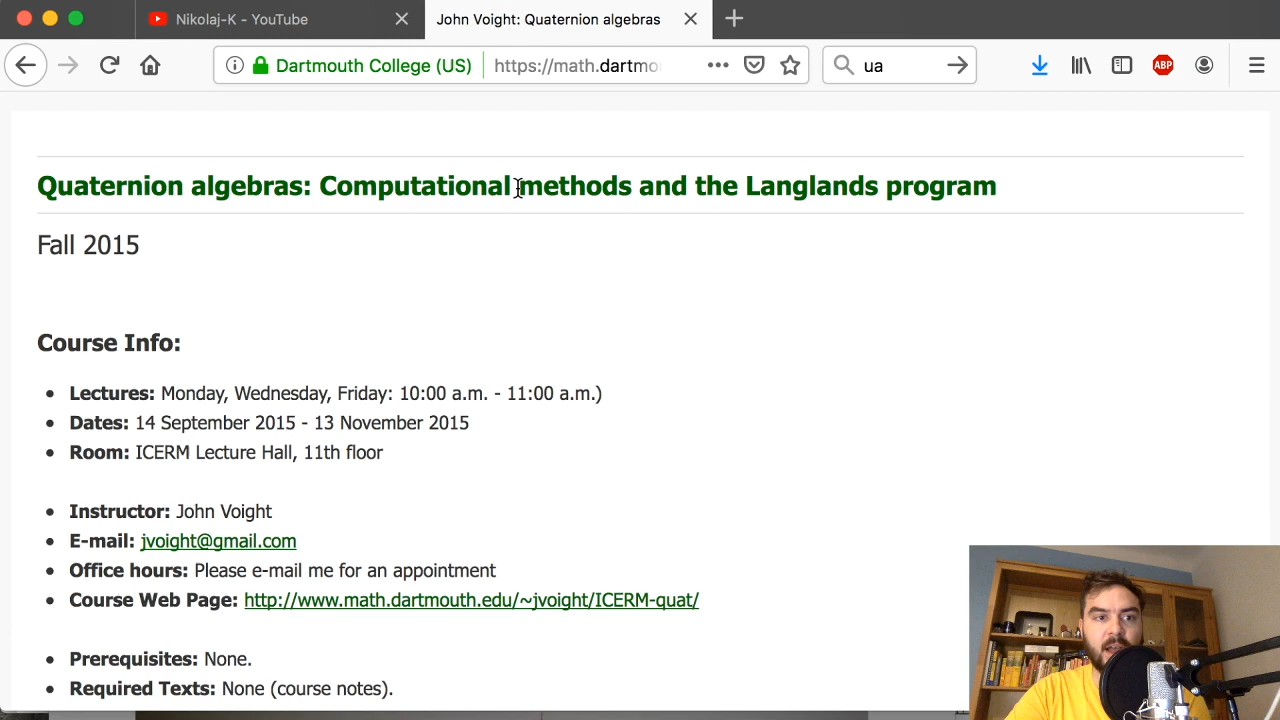 Nikolaj-K - YouTube
John Voight: Quaternion algebras
Dartmouth College (US)
https://math.dartmo
ua
ABP
Quaternion algebras: Computational methods and the Langlands program
Fall 2015
Course Info:
Lectures: Monday, Wednesday, Friday: 10:00 a.m. - 11:00 a.m.)
Dates: 14 September 2015 - 13 November 2015
Room: ICERM Lecture Hall, 11th floor
Instructor: John Voight
E-mail: jvoight@gmail.com
Office hours: Please e-mail me for an appointment
Course Web Page: http://www.math.dartmouth.edu/~jvoight/ICERM-quat/
Prerequisites: None.
Required Texts: None (course notes).